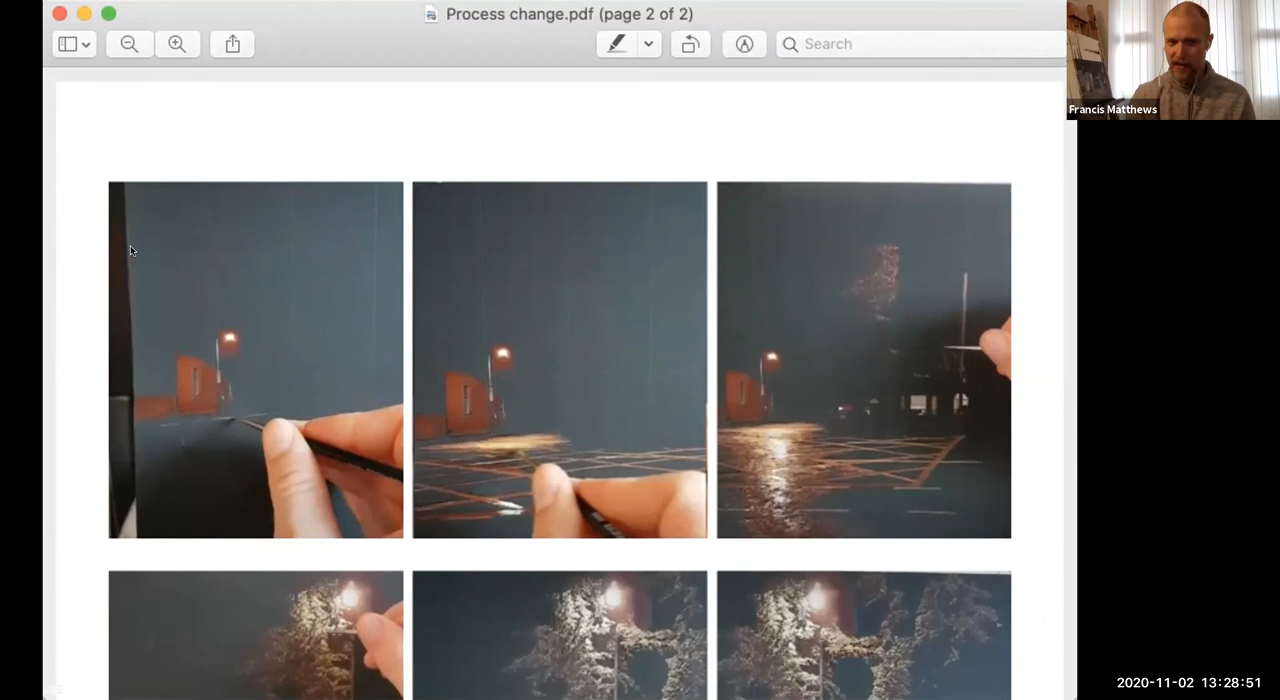 Process change.pdf (page 2 of 2)
Search
Francis Matthews
2020-11-02 13:28:51